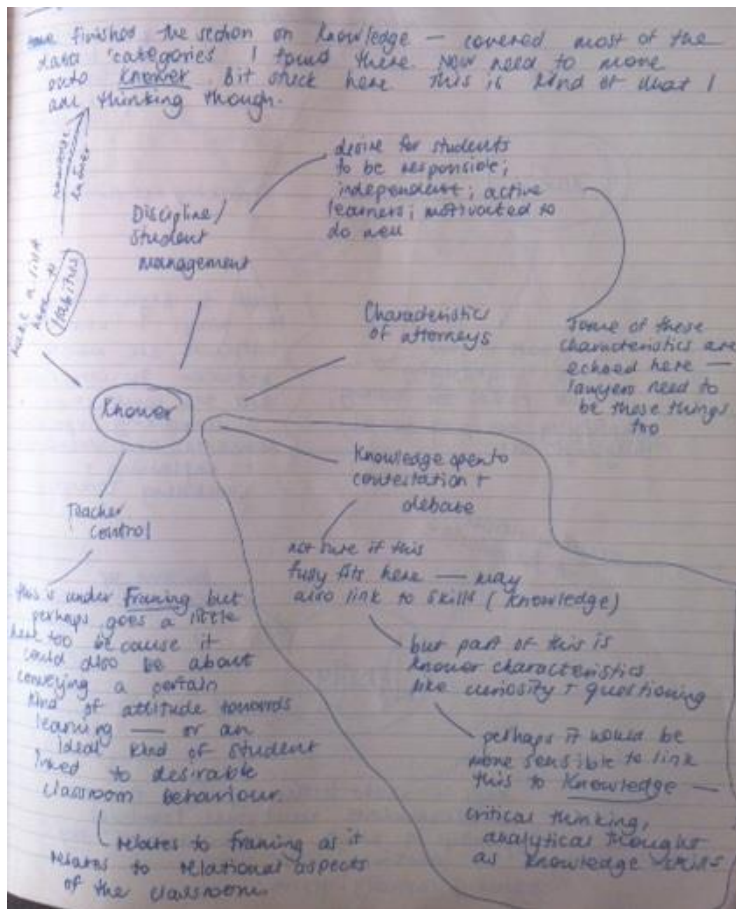 have finished the section on knowledge — covered most of the
data 'categories' I found there. Now need to move
onto Knower. Bit stuck here. This is kind of what I
am thinking though.
desire for students
to be responsible;
independent; active
learners; motivated to
do well
Discipline/
student
management
make a link
here to
habitus
Characteristics
of attorneys
Some of these
characteristics are
echoed here —
lawyers need to
be these things
too
Knower
Knowledge open to
contestation +
debate
Teacher
control
not sure if this
fully fits here — may
also link to skills (knowledge)
this is under Framing but
perhaps goes a little
here too because it
could also be about
conveying a certain
kind of attitude towards
learning — or an
ideal kind of student
linked to desirable
classroom behaviour.
but part of this is
knower characteristics
like curiosity + questioning
perhaps it would be
more sensible to link
this to Knowledge —
critical thinking,
analytical thought
as knowledge skills
relates to framing as it
relates to relational aspects
of the classroom.